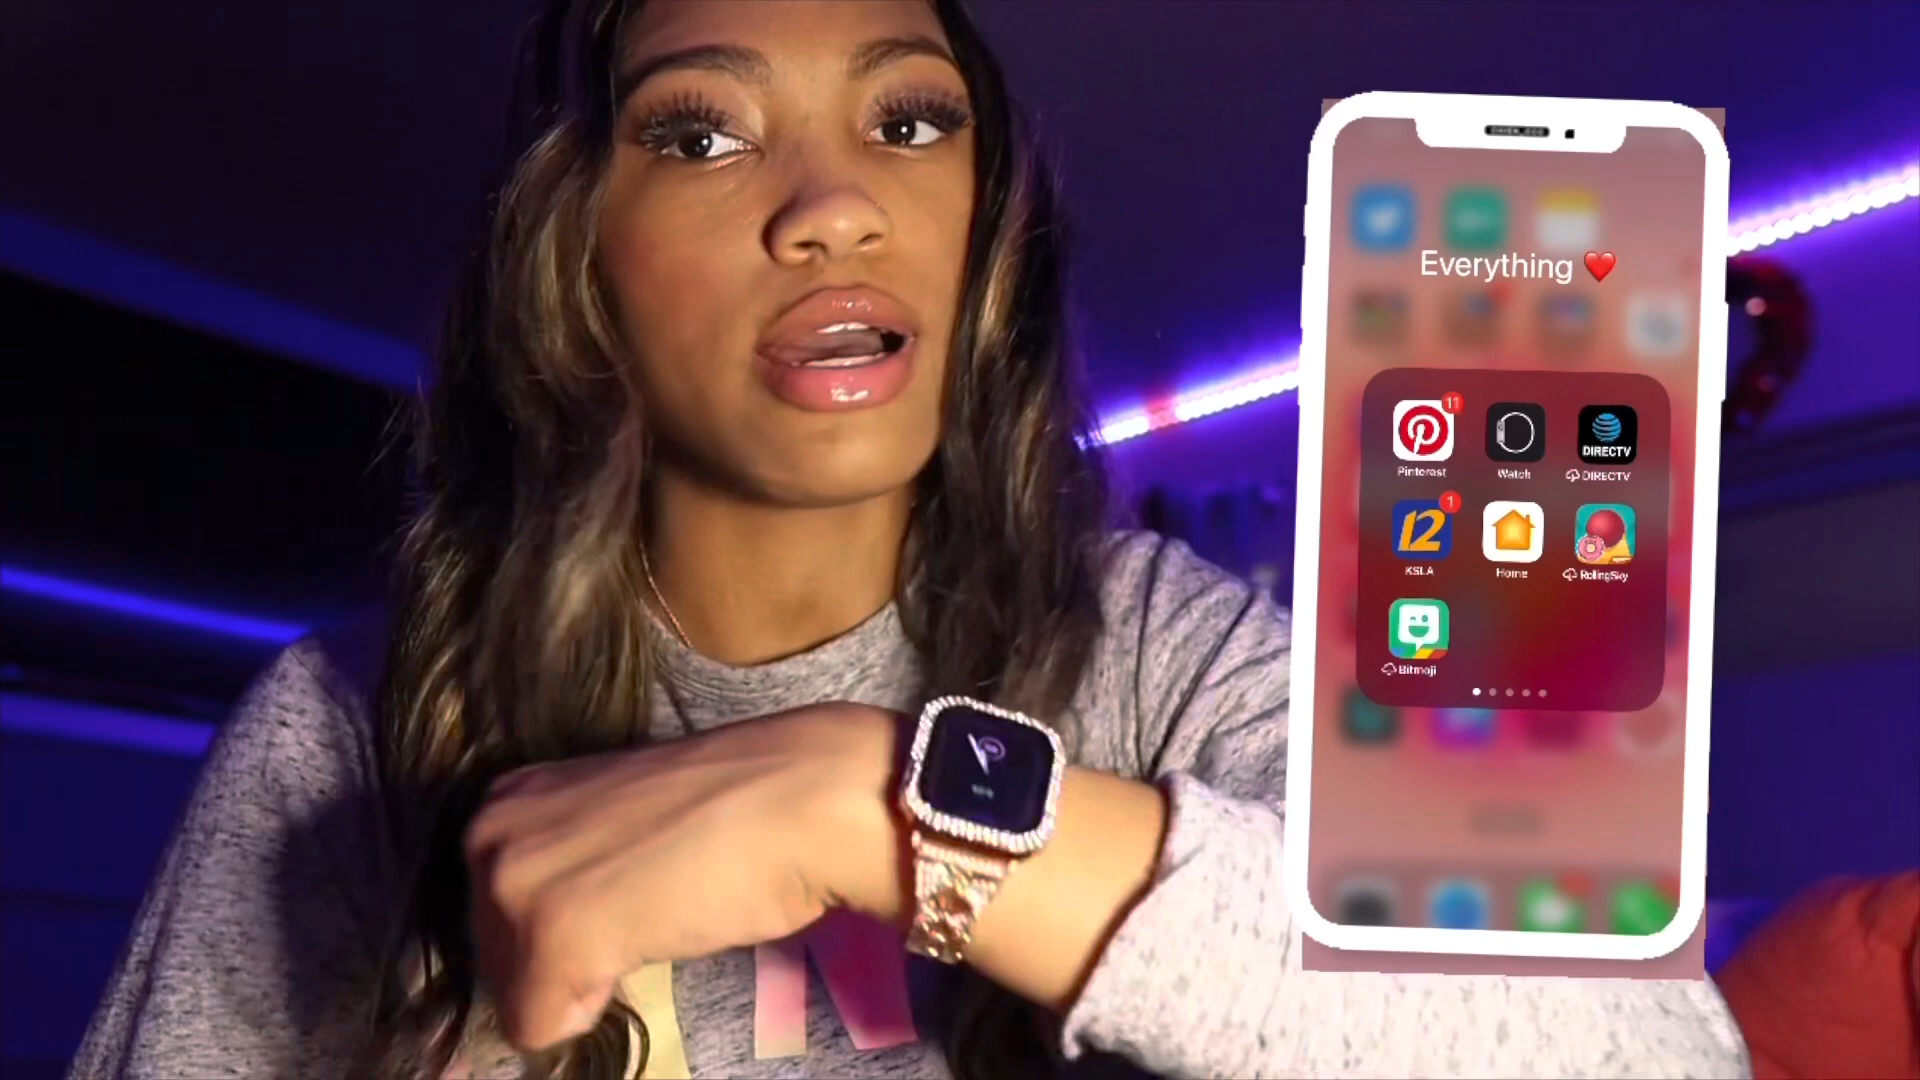 Everything ❤️
11
Pinterest
Watch
DIRECTV
DIRECTV
12
1
KSLA
Home
RollingSky
Bitmoji